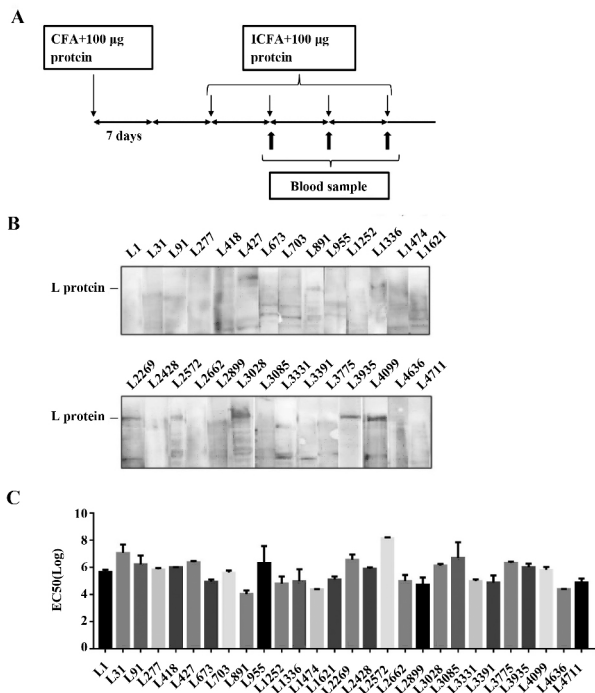 A
CFA+100 μg
protein
ICFA+100 μg
protein
7 days
Blood sample
B
L1 L31 L91 L277 L418 L427 L673 L703 L891 L955 L1252 L1336 L1474 L1621
L protein
L2269 L2428 L2572 L2662 L2899 L3028 L3085 L3331 L3391 L3775 L3935 L4099 L4636 L4711
L protein
C
EC50(Log)
10
8
6
4
2
0
L1 L31 L91 L277 L418 L427 L673 L703 L891 L955 L1252 L1336 L1474 L1621 L2269 L2428 L2572 L2662 L2899 L3028 L3085 L3331 L3391 L3775 L3935 L4099 L4636 L4711